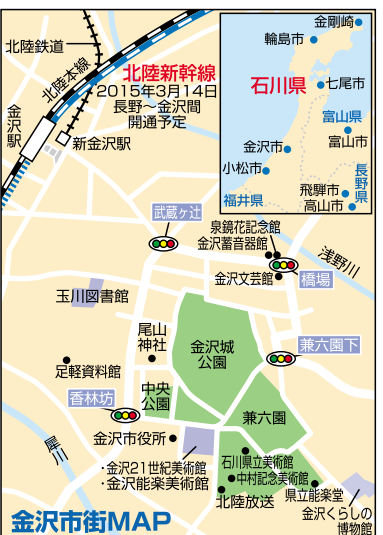 北陸鉄道
北陸本線
北陸新幹線
2015年3月14日
長野〜金沢間
開通予定
金沢駅
新金沢駅
金剛崎
輪島市
石川県
七尾市
富山県
富山市
金沢市
小松市
長野県
飛騨市
高山市
福井県
武蔵ヶ辻
泉鏡花記念館
金沢蓄音器館
浅野川
金沢文芸館
橋場
玉川図書館
尾山
神社
金沢城
公園
兼六園下
足軽資料館
中央
公園
香林坊
兼六園
犀川
金沢市役所
・金沢21世紀美術館
・金沢能楽美術館
石川県立美術館
中村記念美術館
北陸放送
県立能楽堂
金沢くらしの
博物館
金沢市街MAP